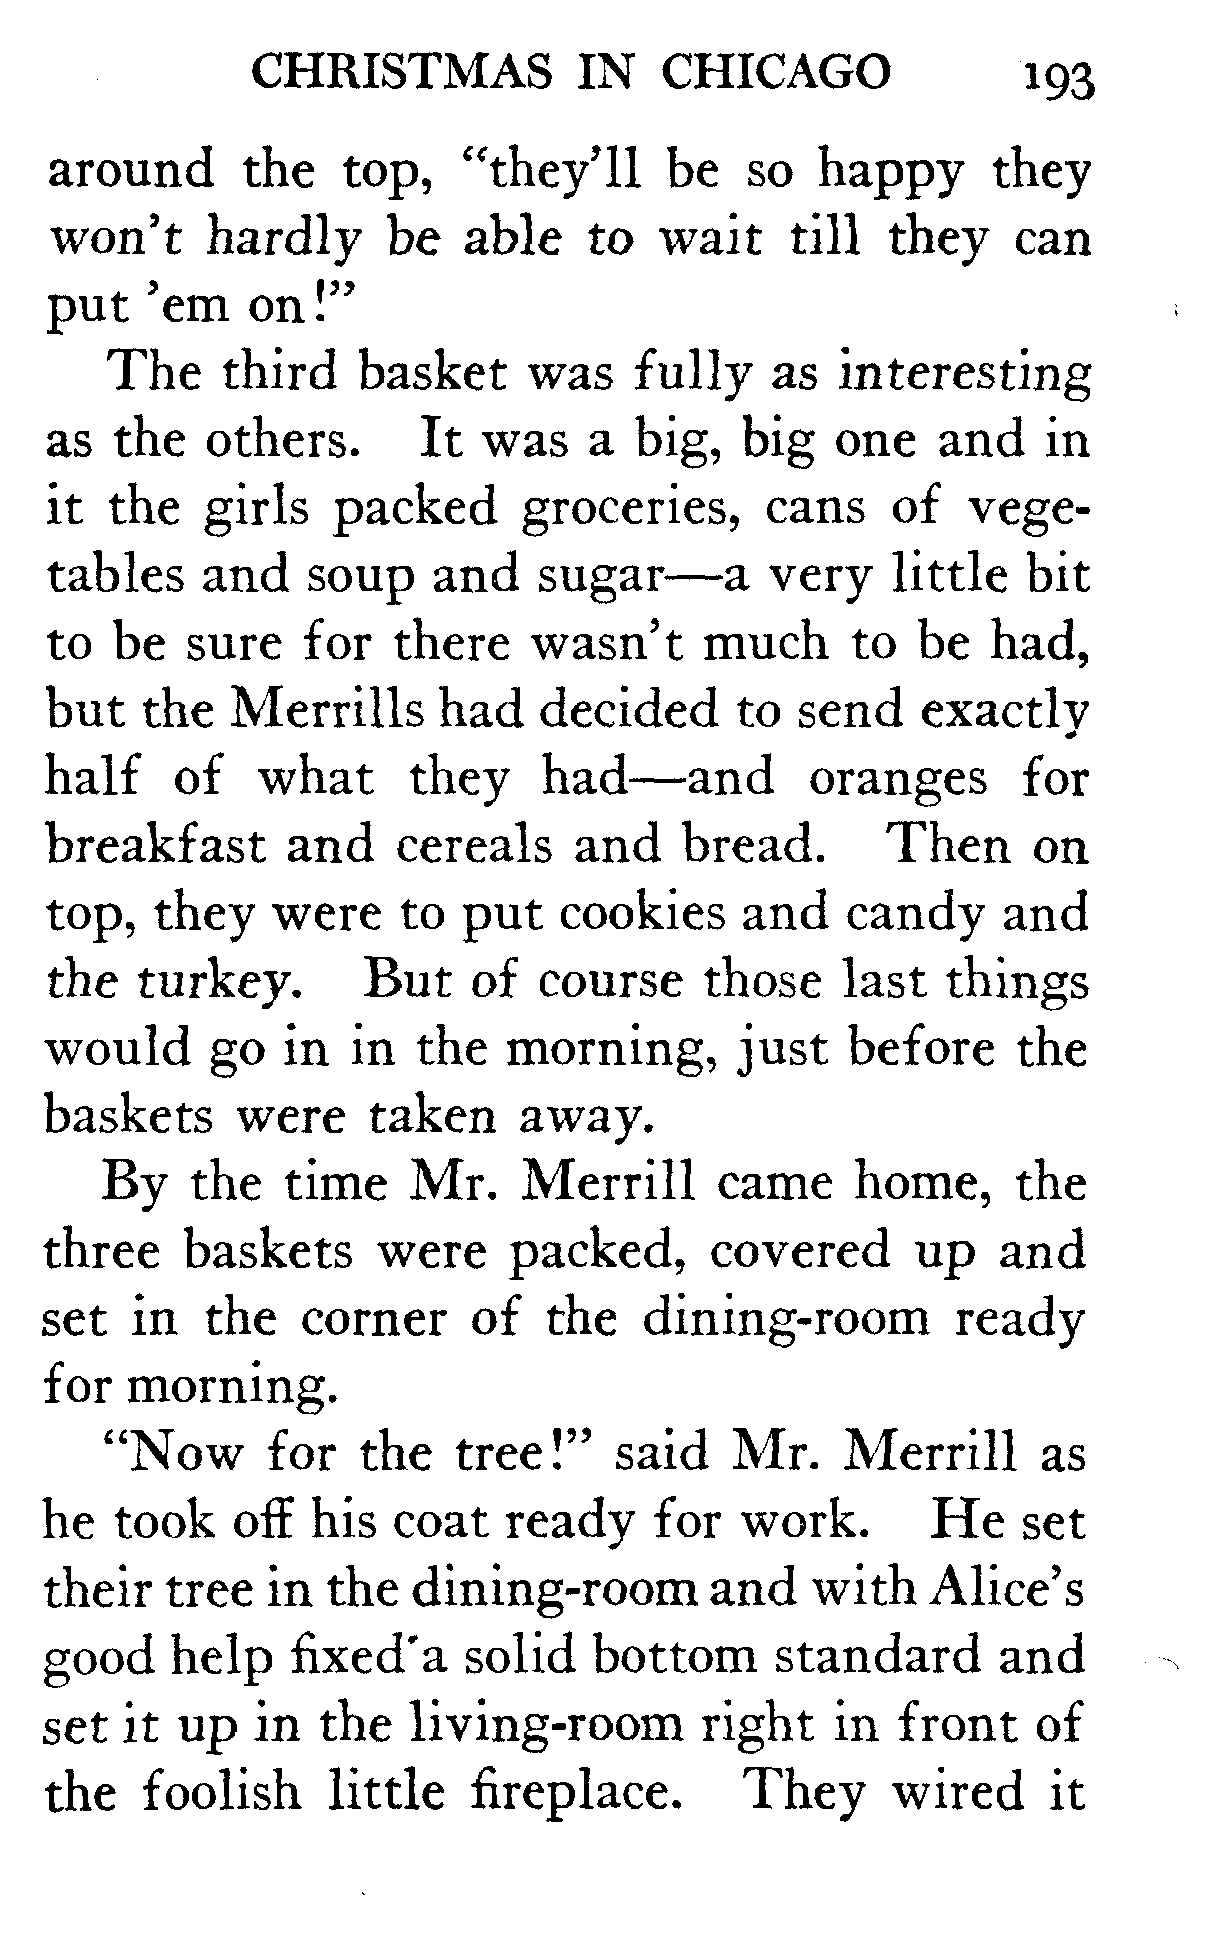 CHRISTMAS IN CHICAGO 193
around the top, “they’ll be so happy they
won’t hardly be able to wait till they can
put ’em on!”
The third basket was fully as interesting
as the others. It was a big, big one and in
it the girls packed groceries, cans of vege-
tables and soup and sugar—a very little bit
to be sure for there wasn’t much to be had,
but the Merrills had decided to send exactly
half of what they had—and oranges for
breakfast and cereals and bread. Then on
top, they were to put cookies and candy and
the turkey. But of course those last things
would go in in the morning, just before the
baskets were taken away.
By the time Mr. Merrill came home, the
three baskets were packed, covered up and
set in the corner of the dining-room ready
for morning.
“Now for the tree!” said Mr. Merrill as
he took off his coat ready for work. He set
their tree in the dining-room and with Alice’s
good help fixed a solid bottom standard and
set it up in the living-room right in front of
the foolish little fireplace. They wired it